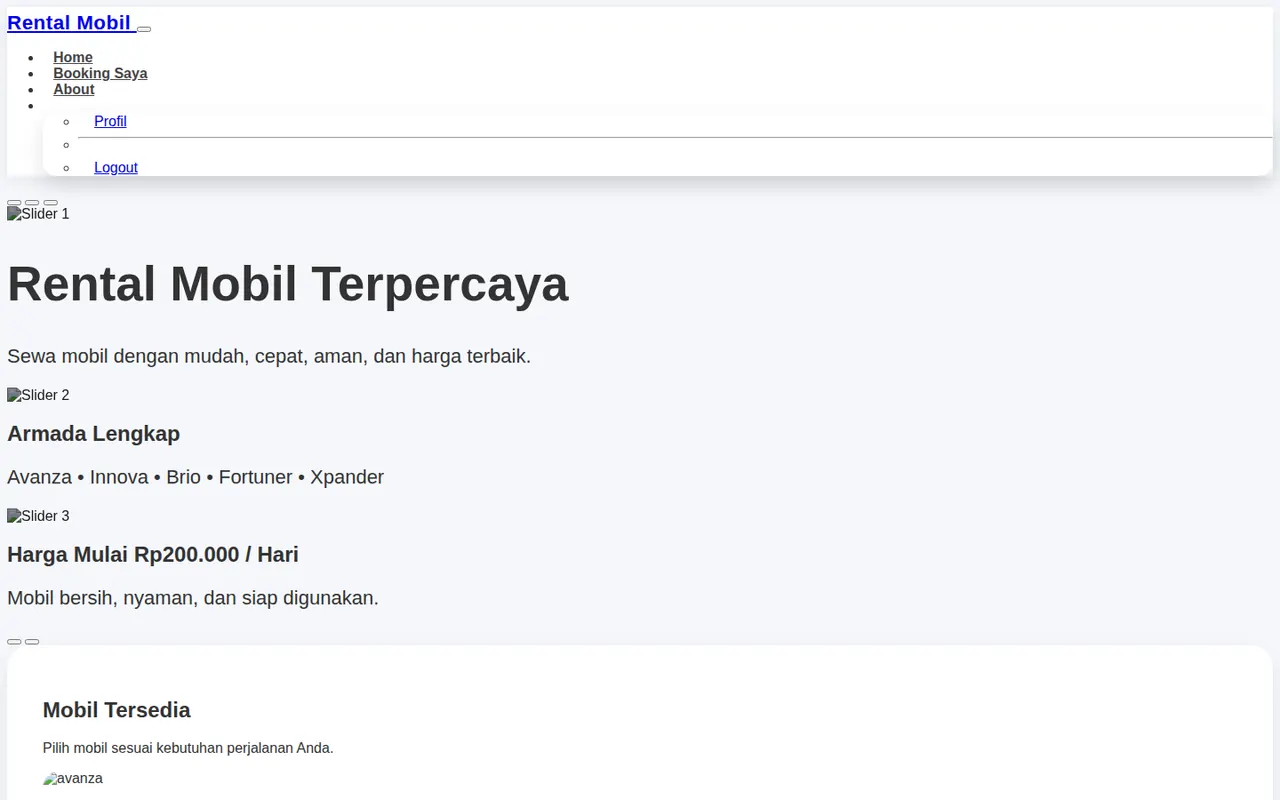 Rental Mobil
Home
Booking Saya
About
Profil
Logout
Slider 1
Rental Mobil Terpercaya
Sewa mobil dengan mudah, cepat, aman, dan harga terbaik.
Slider 2
Armada Lengkap
Avanza • Innova • Brio • Fortuner • Xpander
Slider 3
Harga Mulai Rp200.000 / Hari
Mobil bersih, nyaman, dan siap digunakan.
Mobil Tersedia
Pilih mobil sesuai kebutuhan perjalanan Anda.
avanza